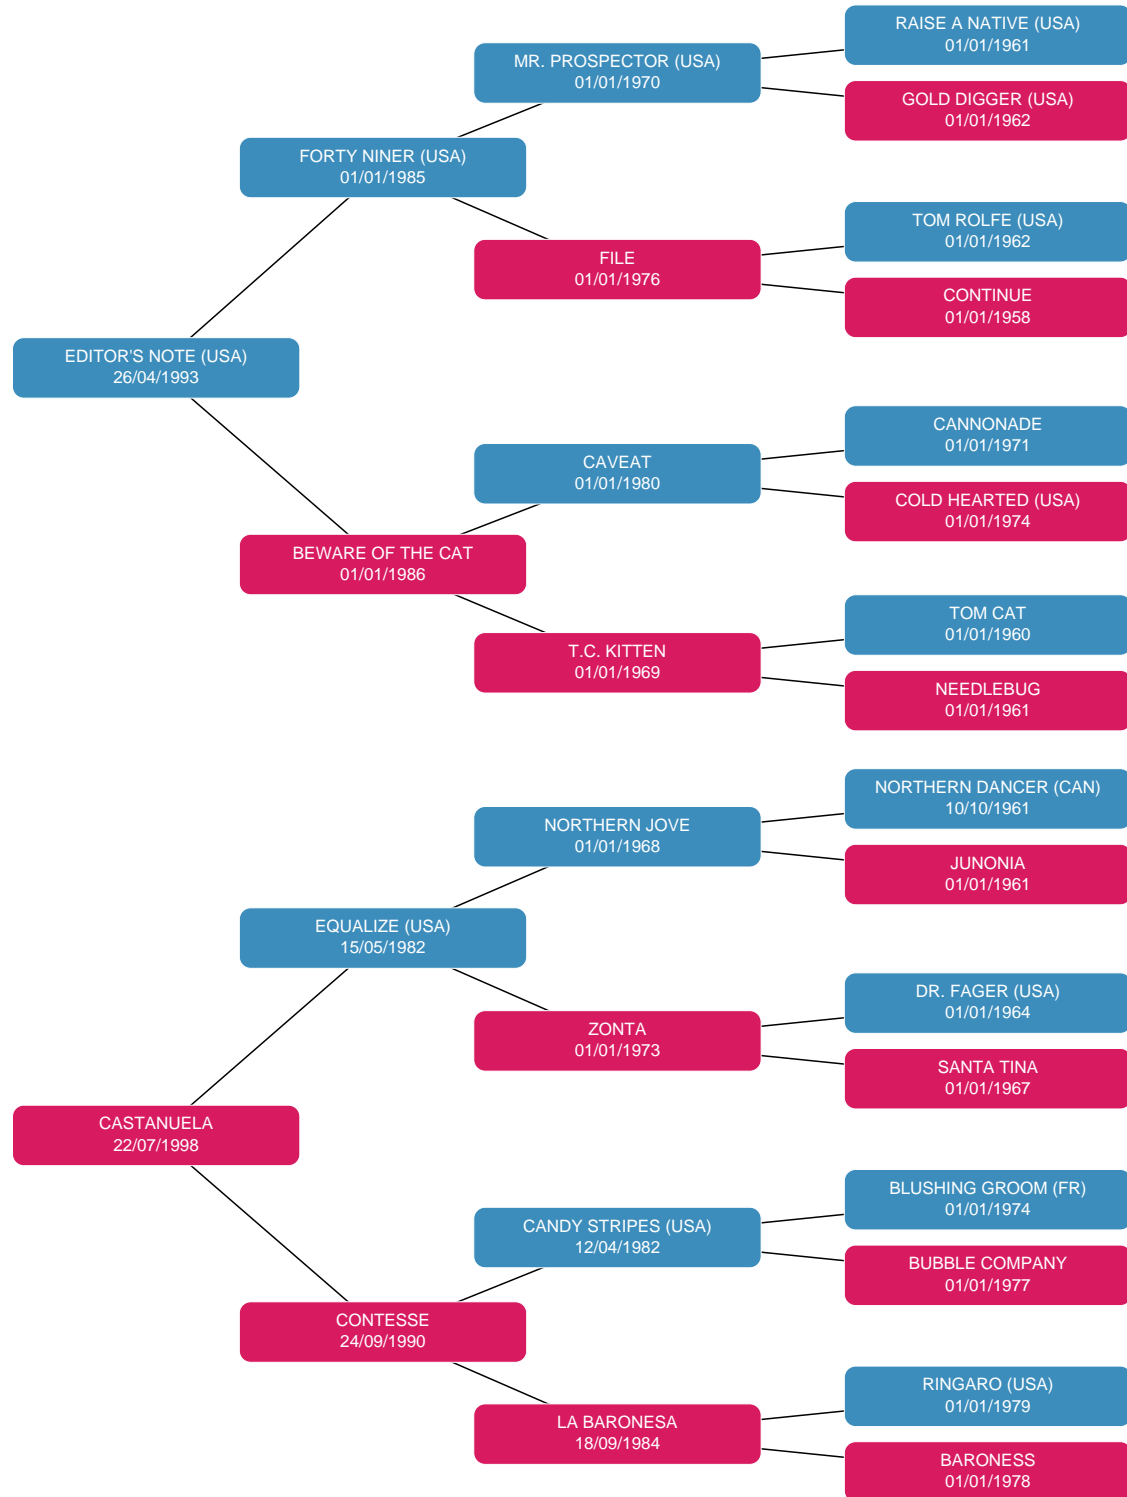 RAISE A NATIVE (USA)
01/01/1961
MR. PROSPECTOR (USA)
01/01/1970
GOLD DIGGER (USA)
01/01/1962
FORTY NINER (USA)
01/01/1985
TOM ROLFE (USA)
01/01/1962
FILE
01/01/1976
CONTINUE
01/01/1958
EDITOR'S NOTE (USA)
26/04/1993
CANNONADE
01/01/1971
CAVEAT
01/01/1980
COLD HEARTED (USA)
01/01/1974
BEWARE OF THE CAT
01/01/1986
TOM CAT
01/01/1960
T.C. KITTEN
01/01/1969
NEEDLEBUG
01/01/1961
NORTHERN DANCER (CAN)
10/10/1961
NORTHERN JOVE
01/01/1968
JUNONIA
01/01/1961
EQUALIZE (USA)
15/05/1982
DR. FAGER (USA)
01/01/1964
ZONTA
01/01/1973
SANTA TINA
01/01/1967
CASTANUELA
22/07/1998
BLUSHING GROOM (FR)
01/01/1974
CANDY STRIPES (USA)
12/04/1982
BUBBLE COMPANY
01/01/1977
CONTESSE
24/09/1990
RINGARO (USA)
01/01/1979
LA BARONESA
18/09/1984
BARONESS
01/01/1978